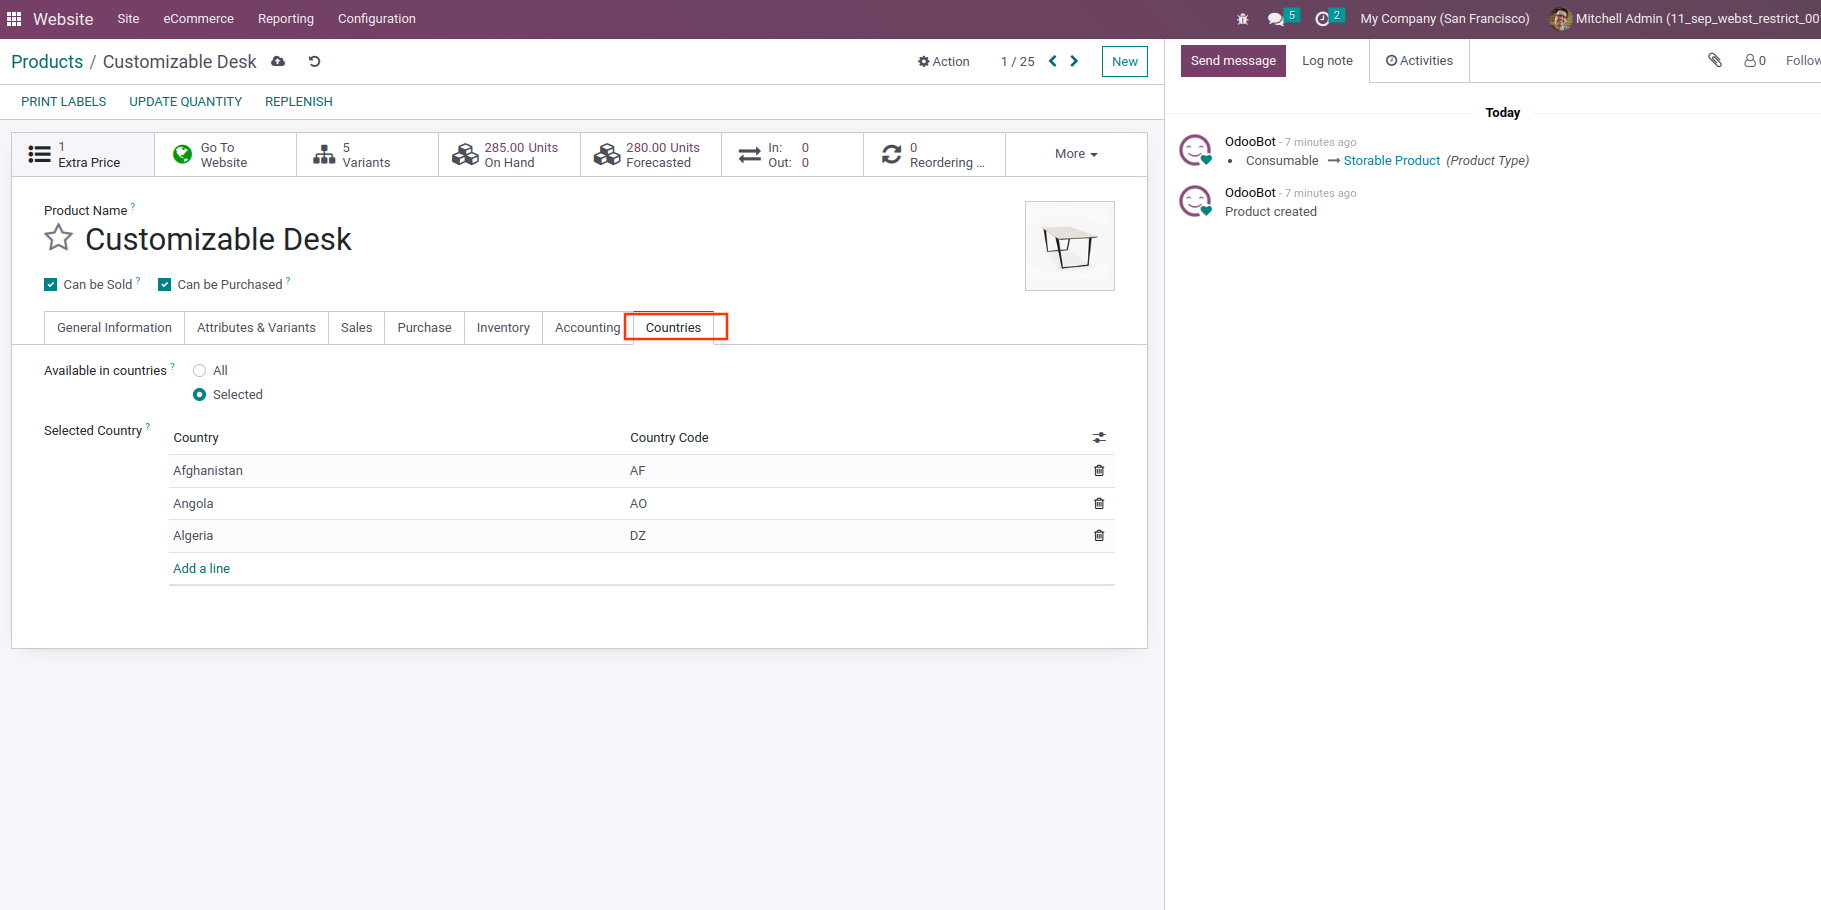 Website Site eCommerce Reporting Configuration 5 2 My Company (San Francisco) Mitchell Admin (11_sep_webst_restrict_00
Products / Customizable Desk Action 1 / 25 New
Send message Log note Activities 0 Follow
PRINT LABELS UPDATE QUANTITY REPLENISH
1
Extra Price
Go To
Website
5
Variants
285.00 Units
On Hand
280.00 Units
Forecasted
In: 0
Out: 0
0
Reordering ...
More
Product Name ?
Customizable Desk
Can be Sold ? Can be Purchased ?
General Information Attributes & Variants Sales Purchase Inventory Accounting Countries
Available in countries ? All
Selected
Selected Country ?
Country Country Code
Afghanistan AF
Angola AO
Algeria DZ
Add a line
Today
OdooBot - 7 minutes ago
• Consumable → Storable Product (Product Type)
OdooBot - 7 minutes ago
Product created